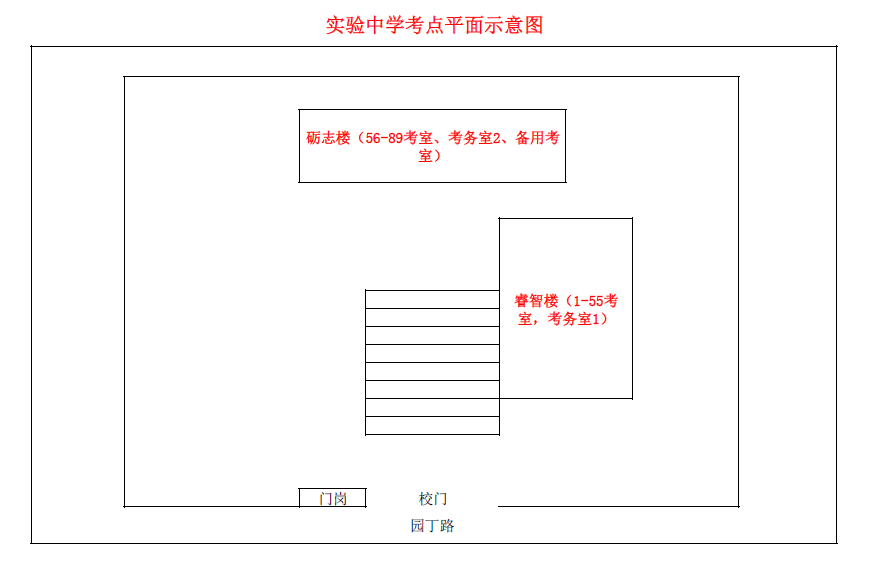 实验中学考点平面示意图
砺志楼（56-89考室、考务室2、备用考
室）
睿智楼（1-55考
室，考务室1）
门岗
校门
园丁路